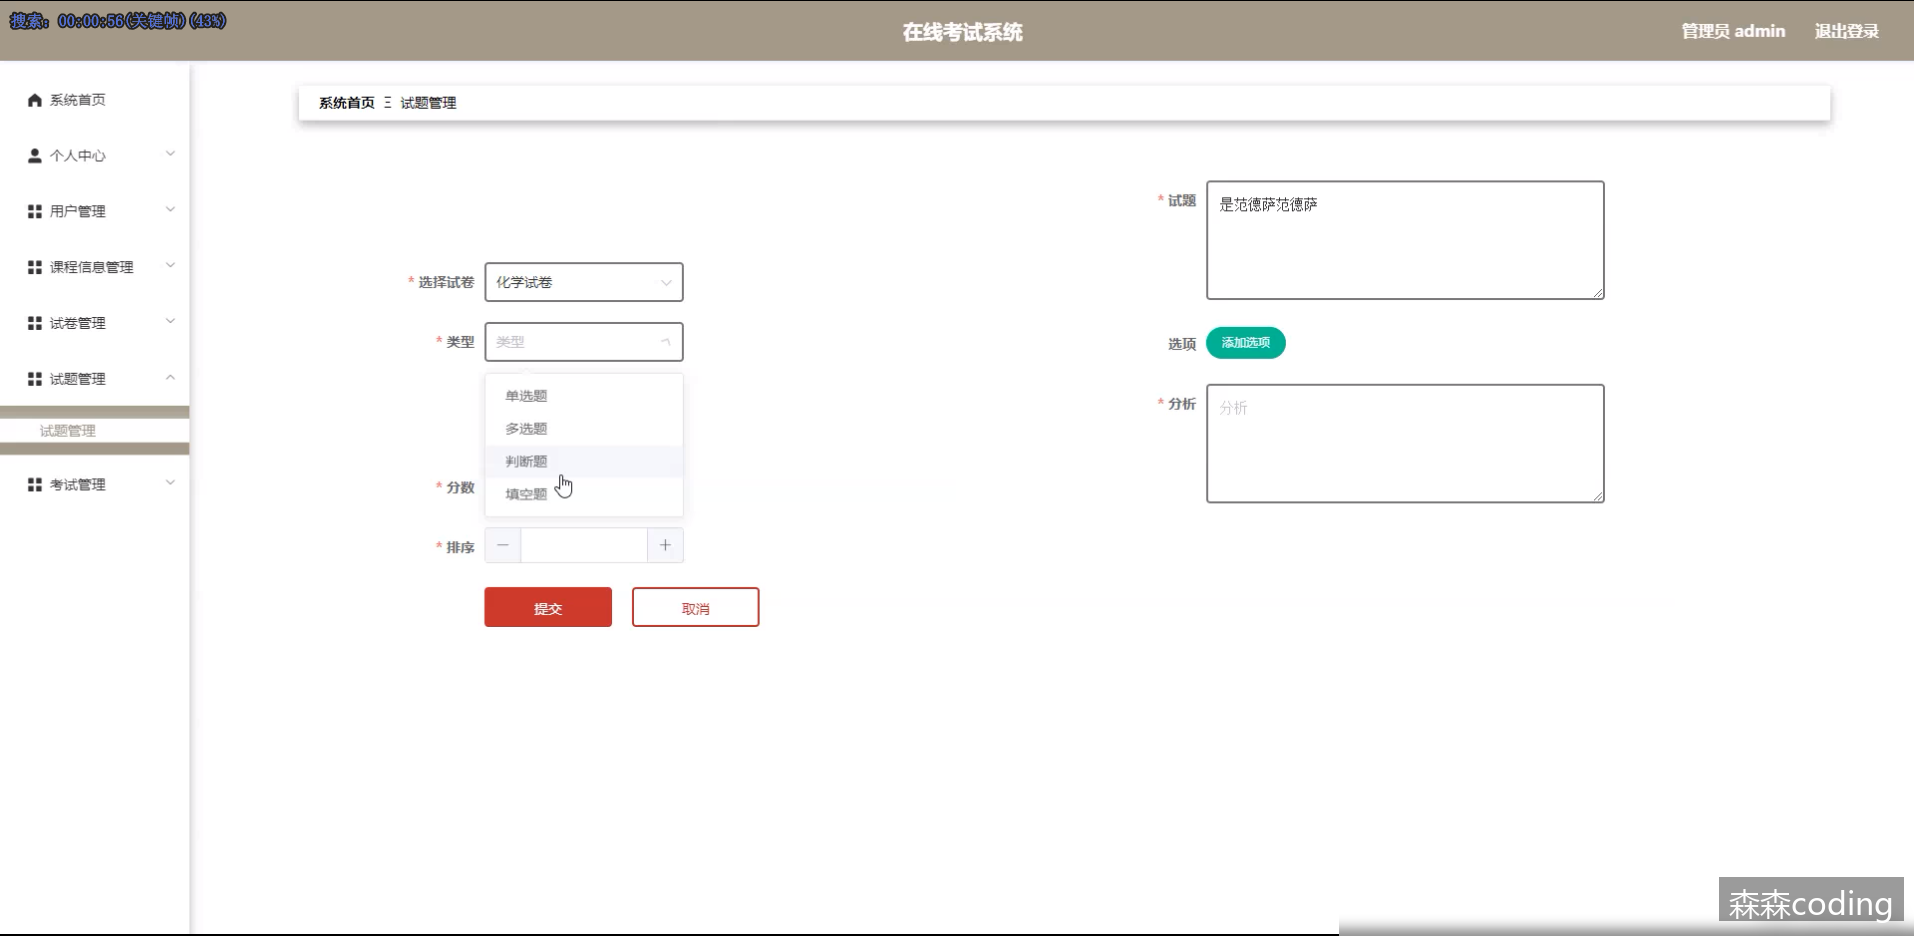 搜索: 00:00:56(关键帧)(43%)
在线考试系统
管理员 admin
退出登录
系统首页
个人中心
用户管理
课程信息管理
试卷管理
试题管理
试题管理
考试管理
系统首页 Ξ 试题管理
* 选择试卷 化学试卷
* 类型 类型
单选题
多选题
判断题
填空题
* 分数
* 排序 − +
提交 取消
* 试题 是范德萨范德萨
选项 添加选项
* 分析 分析
森森coding